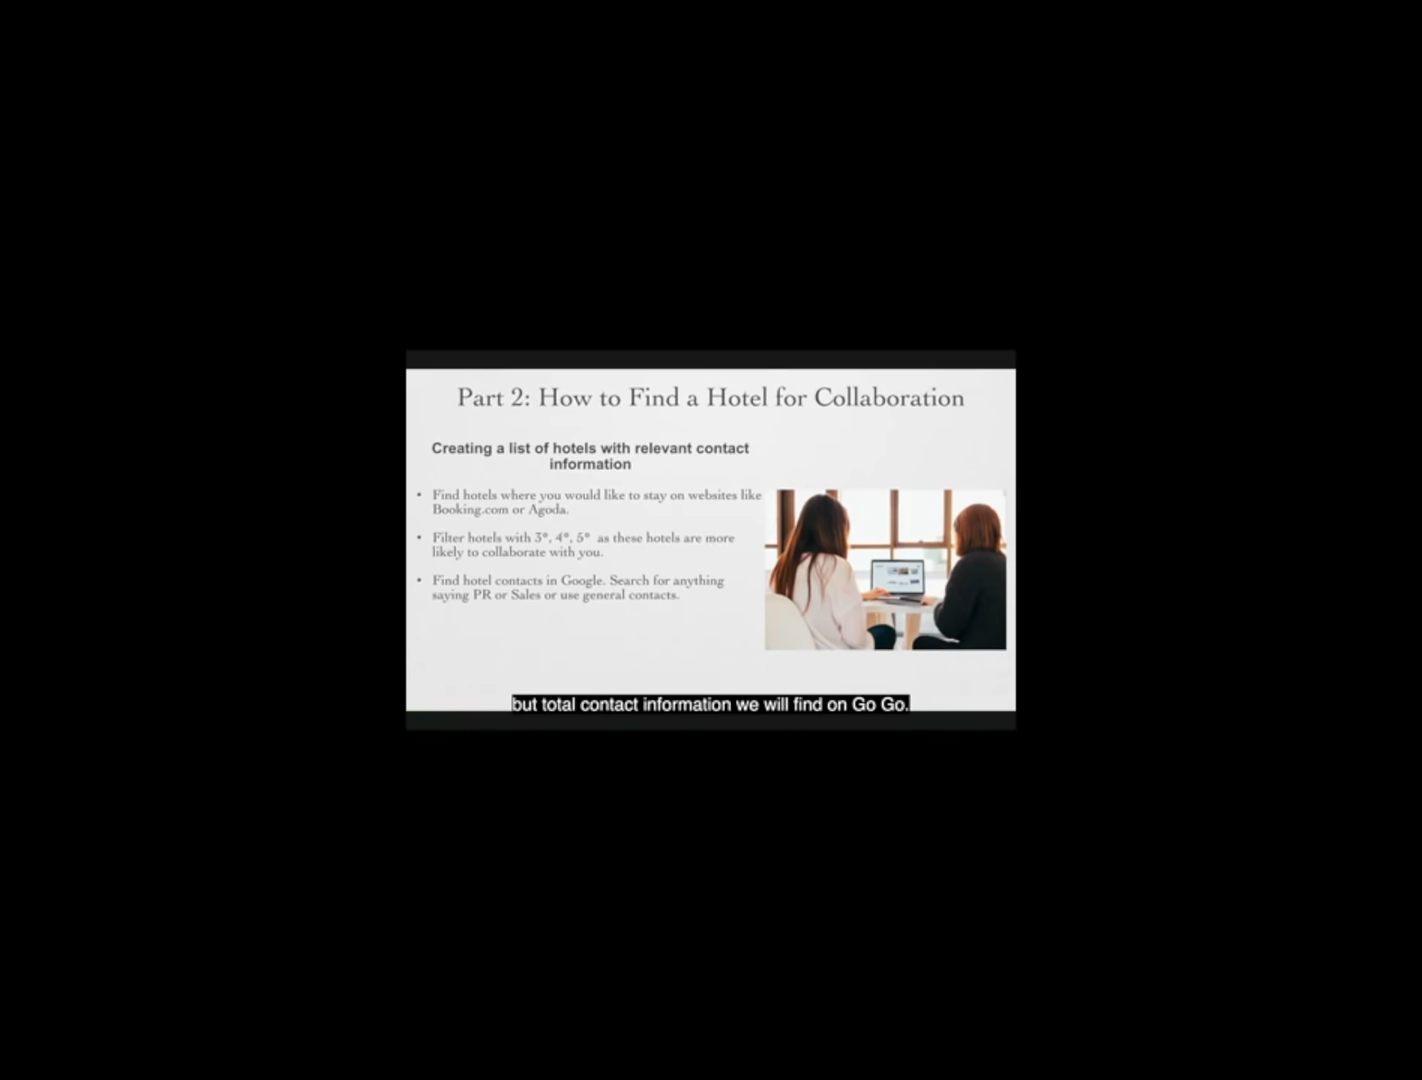 Part 2: How to Find a Hotel for Collaboration
Creating a list of hotels with relevant contact
information
• Find hotels where you would like to stay on websites like
Booking.com or Agoda.
• Filter hotels with 3*, 4*, 5* as these hotels are more
likely to collaborate with you.
• Find hotel contacts in Google. Search for anything
saying PR or Sales or use general contacts.
but total contact information we will find on Go Go.